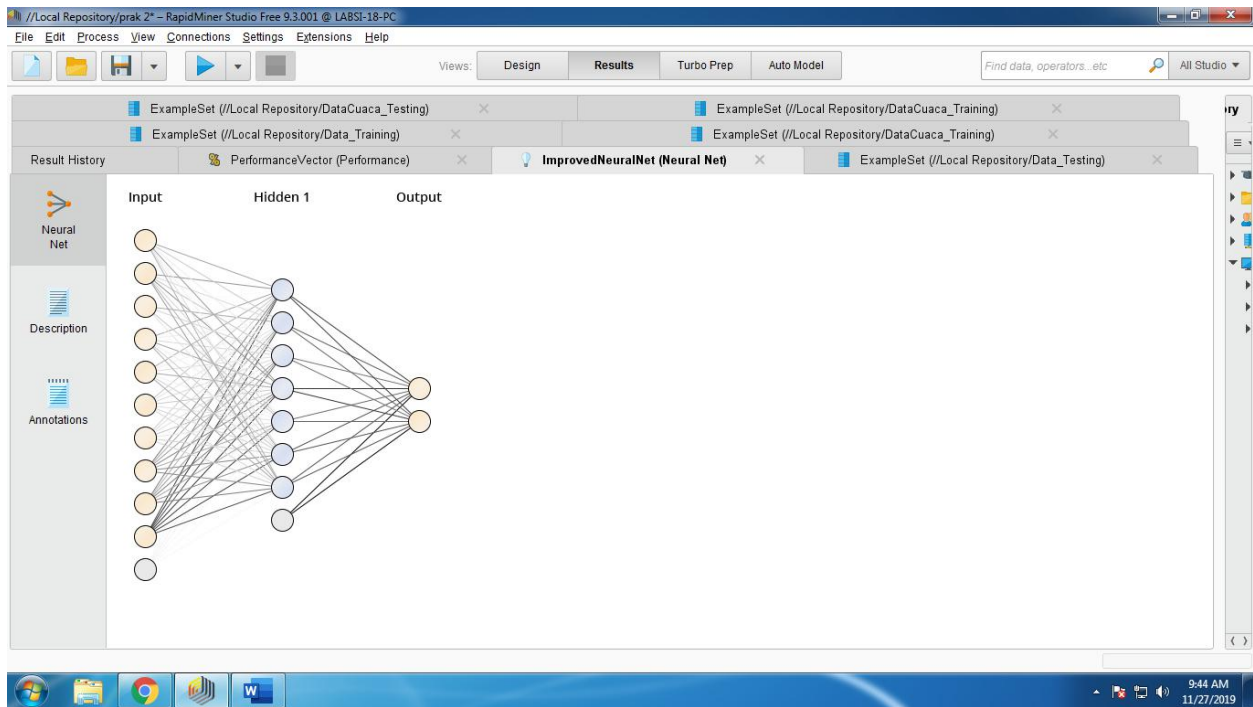 //Local Repository/prak 2* – RapidMiner Studio Free 9.3.001 @ LABSI-18-PC
File Edit Process View Connections Settings Extensions Help
Views: Design Results Turbo Prep Auto Model Find data, operators...etc All Studio
ExampleSet (//Local Repository/DataCuaca_Testing) ExampleSet (//Local Repository/DataCuaca_Training)
ExampleSet (//Local Repository/Data_Training) ExampleSet (//Local Repository/DataCuaca_Training)
Result History PerformanceVector (Performance) ImprovedNeuralNet (Neural Net) ExampleSet (//Local Repository/Data_Testing)
ry
Input Hidden 1 Output
Neural
Net
Description
Annotations
9:44 AM
11/27/2019